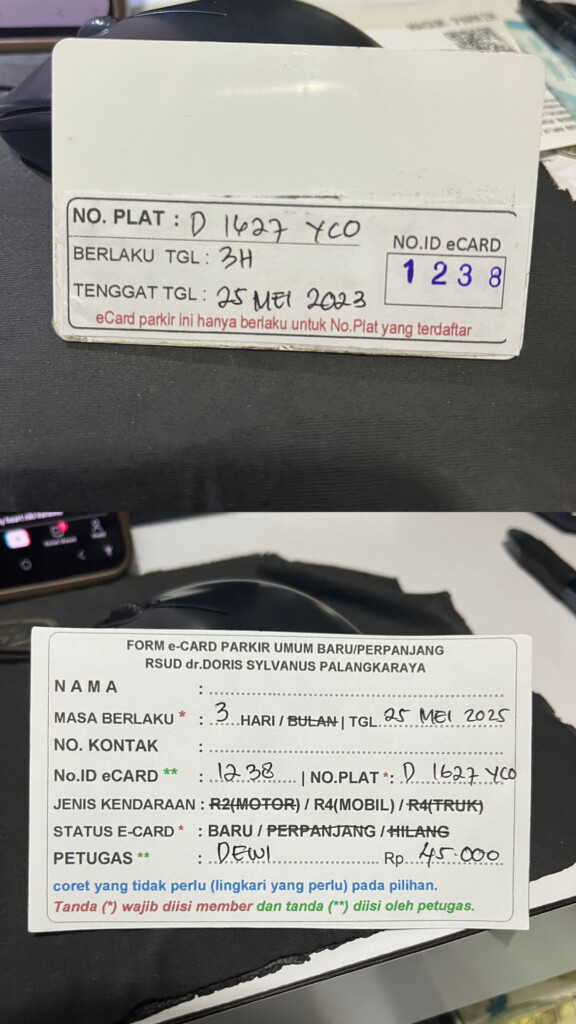 NO. PLAT : D 1627 YCO
BERLAKU TGL : 3H
TENGGAT TGL : 25 MEI 2023
NO.ID eCARD
1 2 3 8
eCard parkir ini hanya berlaku untuk No.Plat yang terdaftar
FORM e-CARD PARKIR UMUM BARU/PERPANJANG
RSUD dr.DORIS SYLVANUS PALANGKARAYA
N A M A :
MASA BERLAKU * : 3 HARI / BULAN | TGL 25 MEI 2025
NO. KONTAK :
No.ID eCARD ** : 1238 | NO.PLAT *: D 1627 YCO
JENIS KENDARAAN : R2(MOTOR) / R4(MOBIL) / R4(TRUK)
STATUS E-CARD * : BARU / PERPANJANG / HILANG
PETUGAS ** : DEWI Rp. 45.000
coret yang tidak perlu (lingkari yang perlu) pada pilihan.
Tanda (*) wajib diisi member dan tanda (**) diisi oleh petugas.